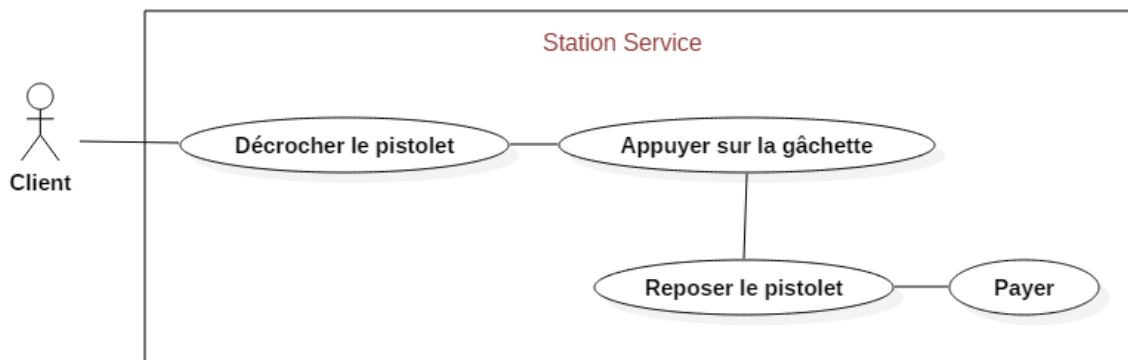 Station Service
Décrocher le pistolet
Appuyer sur la gâchette
Client
Reposer le pistolet
Payer